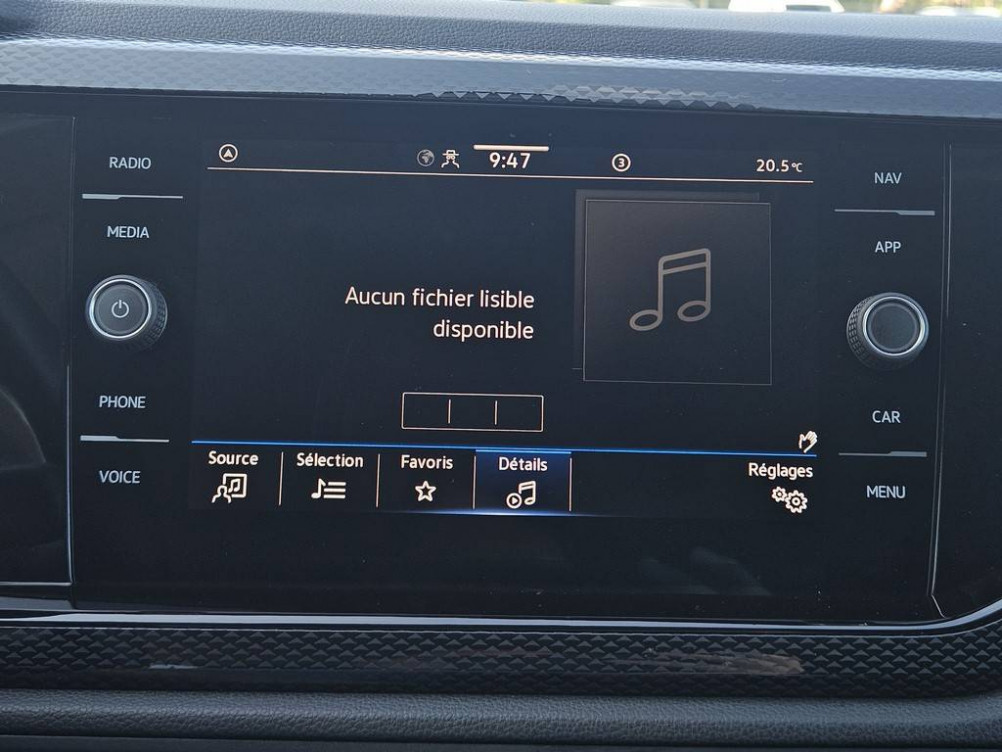 RADIO
MEDIA
PHONE
VOICE
9:47
3
20.5°C
Aucun fichier lisible
disponible
Source
Sélection
Favoris
Détails
Réglages
NAV
APP
CAR
MENU